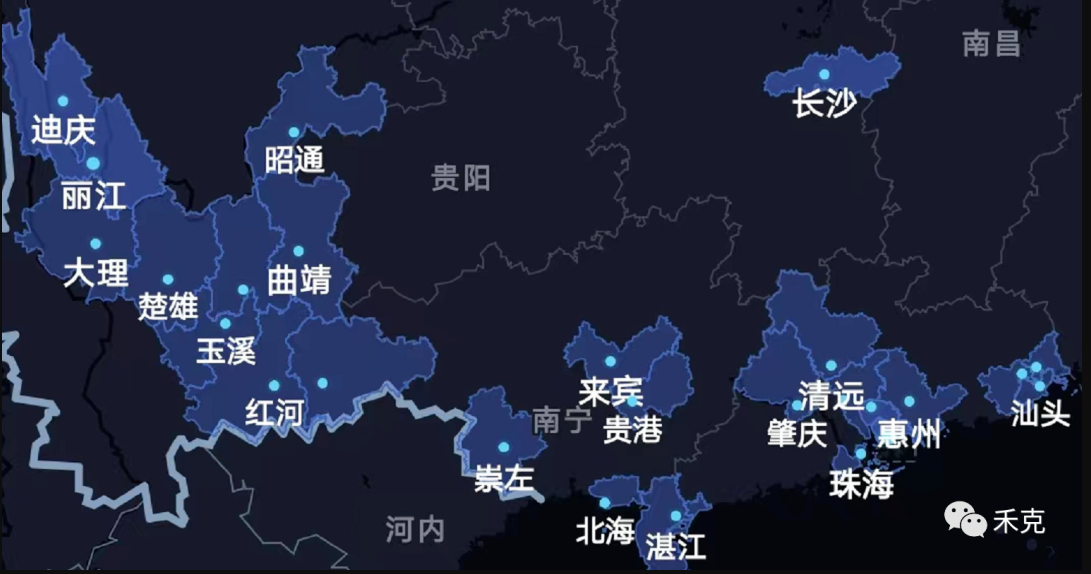 南昌
长沙
迪庆
昭通
贵阳
丽江
大理
曲靖
楚雄
玉溪
来宾
清远
红河
南宁
贵港
肇庆
惠州
汕头
崇左
珠海
河内
北海
湛江
禾克